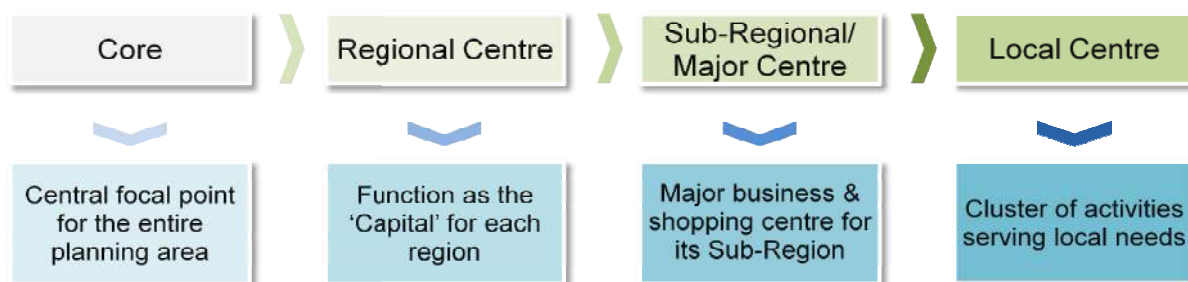 Core
Regional Centre
Sub-Regional/
Major Centre
Local Centre
Central focal point
for the entire
planning area
Function as the
‘Capital’ for each
region
Major business &
shopping centre for
its Sub-Region
Cluster of activities
serving local needs